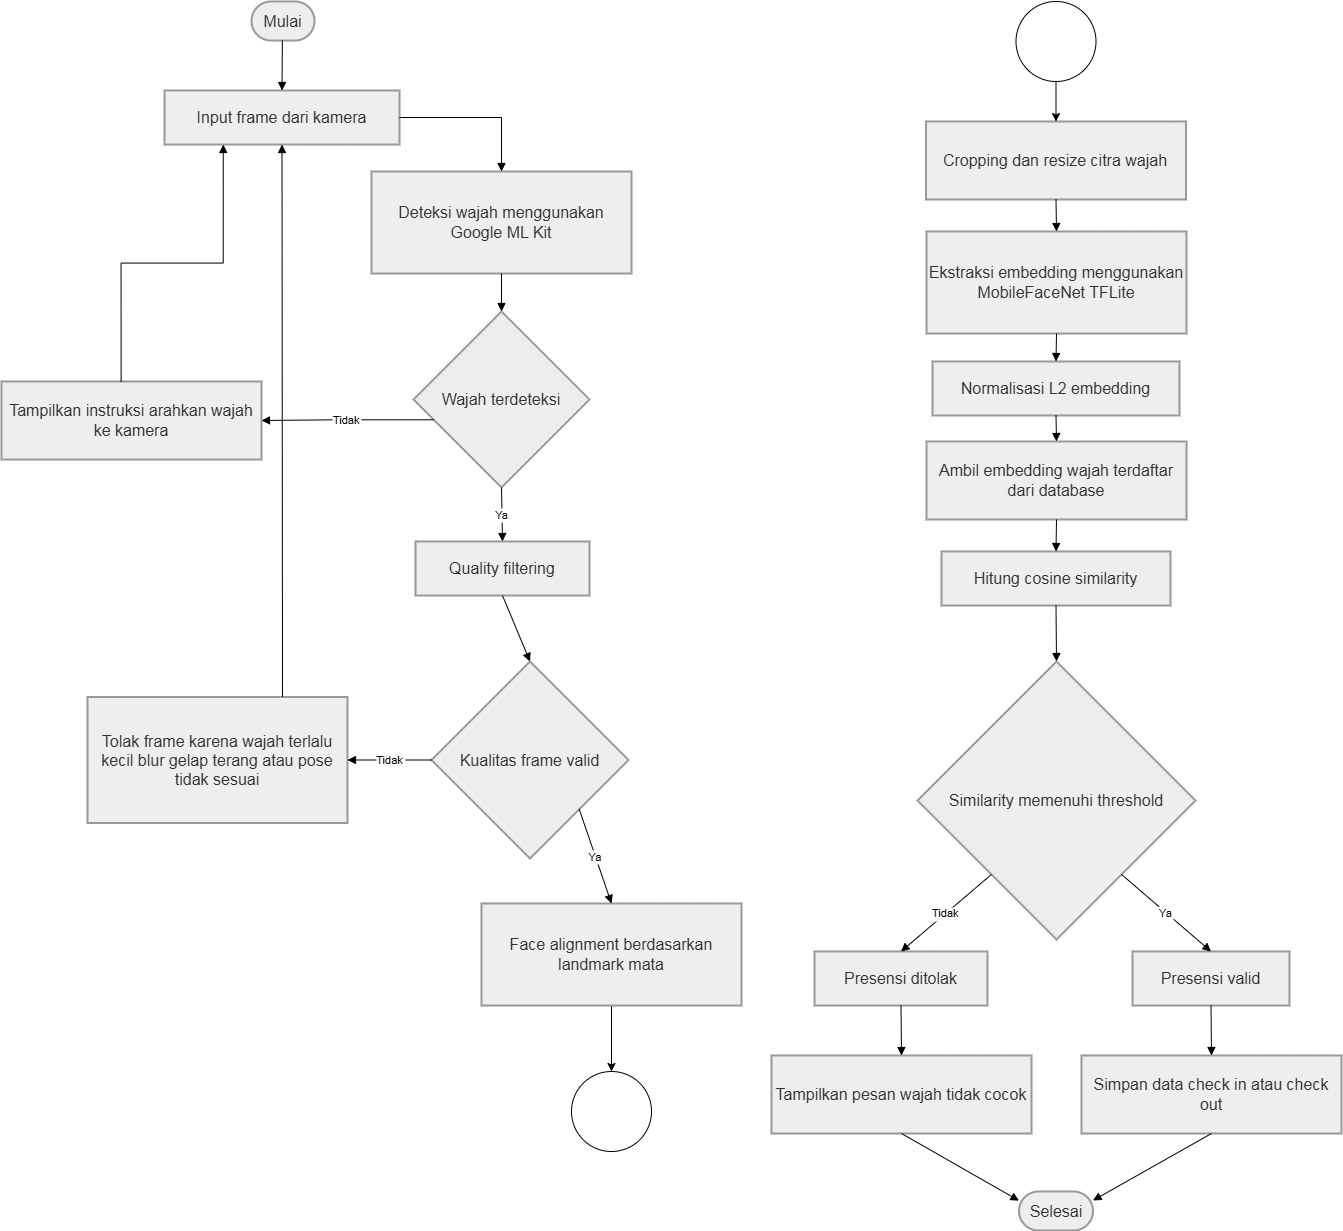 Mulai
Input frame dari kamera
Deteksi wajah menggunakan
Google ML Kit
Wajah terdeteksi
Tidak
Tampilkan instruksi arahkan wajah
ke kamera
Ya
Quality filtering
Kualitas frame valid
Tidak
Tolak frame karena wajah terlalu
kecil blur gelap terang atau pose
tidak sesuai
Ya
Face alignment berdasarkan
landmark mata
Cropping dan resize citra wajah
Ekstraksi embedding menggunakan
MobileFaceNet TFLite
Normalisasi L2 embedding
Ambil embedding wajah terdaftar
dari database
Hitung cosine similarity
Similarity memenuhi threshold
Tidak
Ya
Presensi ditolak
Presensi valid
Tampilkan pesan wajah tidak cocok
Simpan data check in atau check
out
Selesai